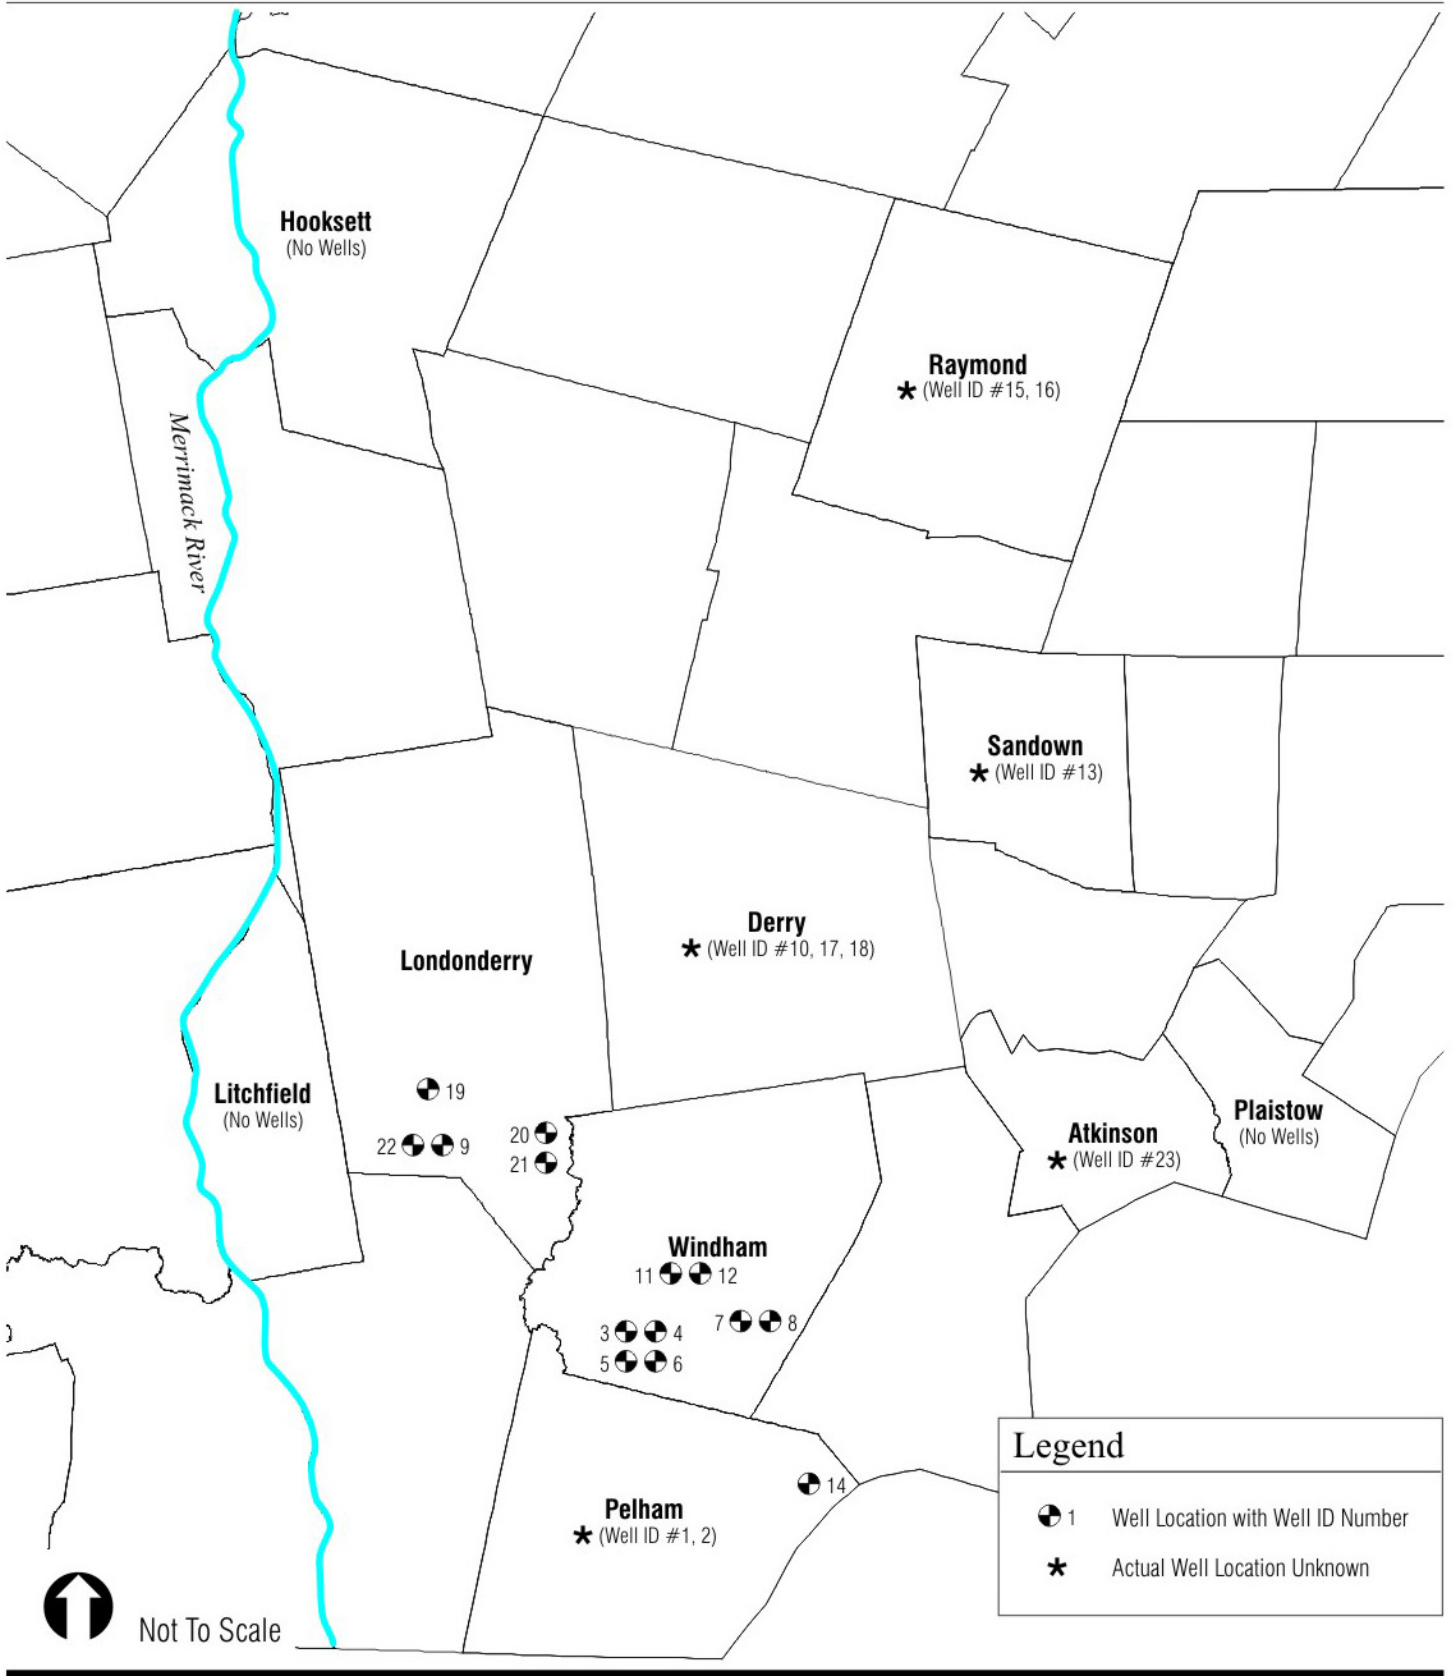 Hooksett
(No Wells)
Raymond
(Well ID #15, 16)
Merrimack River
Sandown
(Well ID #13)
Derry
(Well ID #10, 17, 18)
Londonderry
Litchfield
(No Wells)
19
22
9
20
21
Plaistow
(No Wells)
Atkinson
(Well ID #23)
Windham
11
12
7
8
3
4
5
6
14
Pelham
(Well ID #1, 2)
Legend
1 Well Location with Well ID Number
Actual Well Location Unknown
Not To Scale